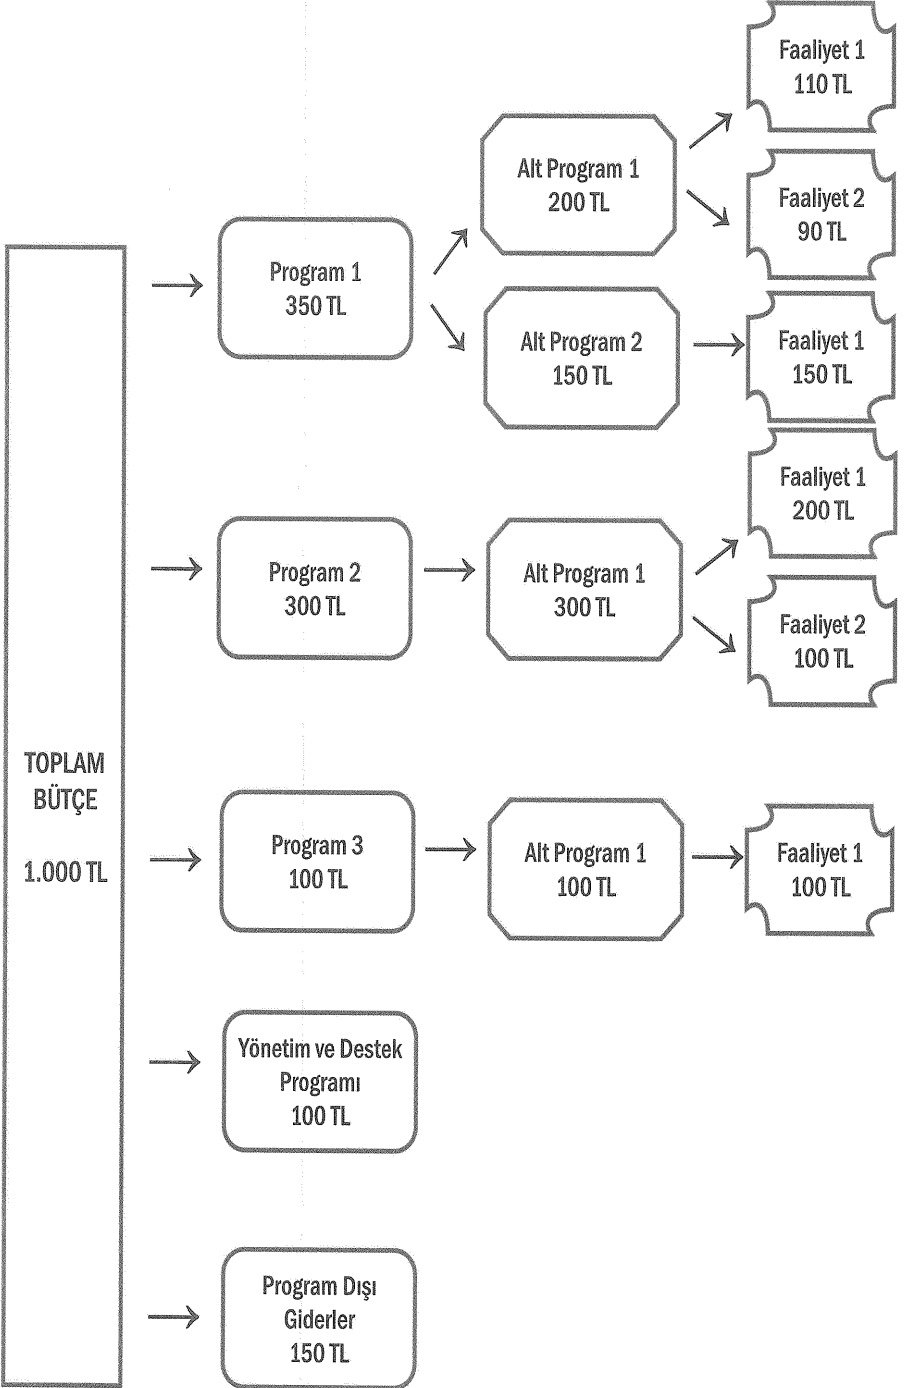 TOPLAM
BÜTÇE
1.000 TL
Program 1
350 TL
Alt Program 1
200 TL
Faaliyet 1
110 TL
Faaliyet 2
90 TL
Alt Program 2
150 TL
Faaliyet 1
150 TL
Program 2
300 TL
Alt Program 1
300 TL
Faaliyet 1
200 TL
Faaliyet 2
100 TL
Program 3
100 TL
Alt Program 1
100 TL
Faaliyet 1
100 TL
Yönetim ve Destek
Programı
100 TL
Program Dışı
Giderler
150 TL